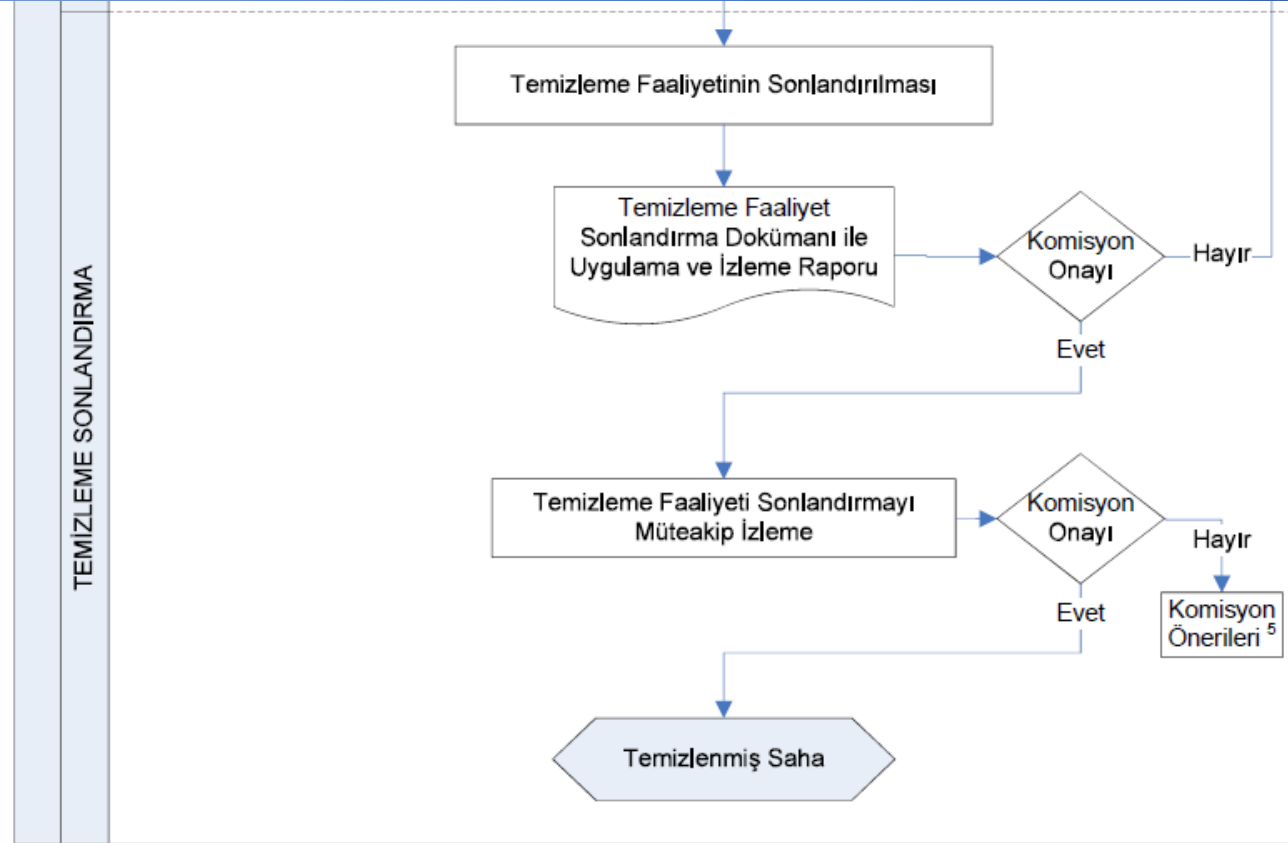 TEMİZLEME SONLANDIRMA
Temizleme Faaliyetinin Sonlandırılması
Temizleme Faaliyet
Sonlandırma Dokümanı ile
Uygulama ve İzleme Raporu
Komisyon
Onayı
Hayır
Evet
Temizleme Faaliyeti Sonlandırmayı
Müteakip İzleme
Komisyon
Onayı
Hayır
Evet
Komisyon
Önerileri 5
Temizlenmiş Saha